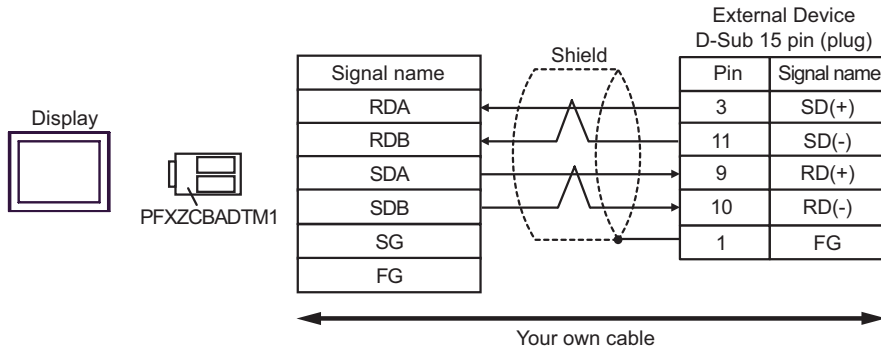 External Device
D-Sub 15 pin (plug)
Shield
Signal name
Pin Signal name
RDA 3 SD(+)
Display
RDB 11 SD(-)
SDA 9 RD(+)
SDB 10 RD(-)
PFXZCBADTM1
SG 1 FG
FG
Your own cable